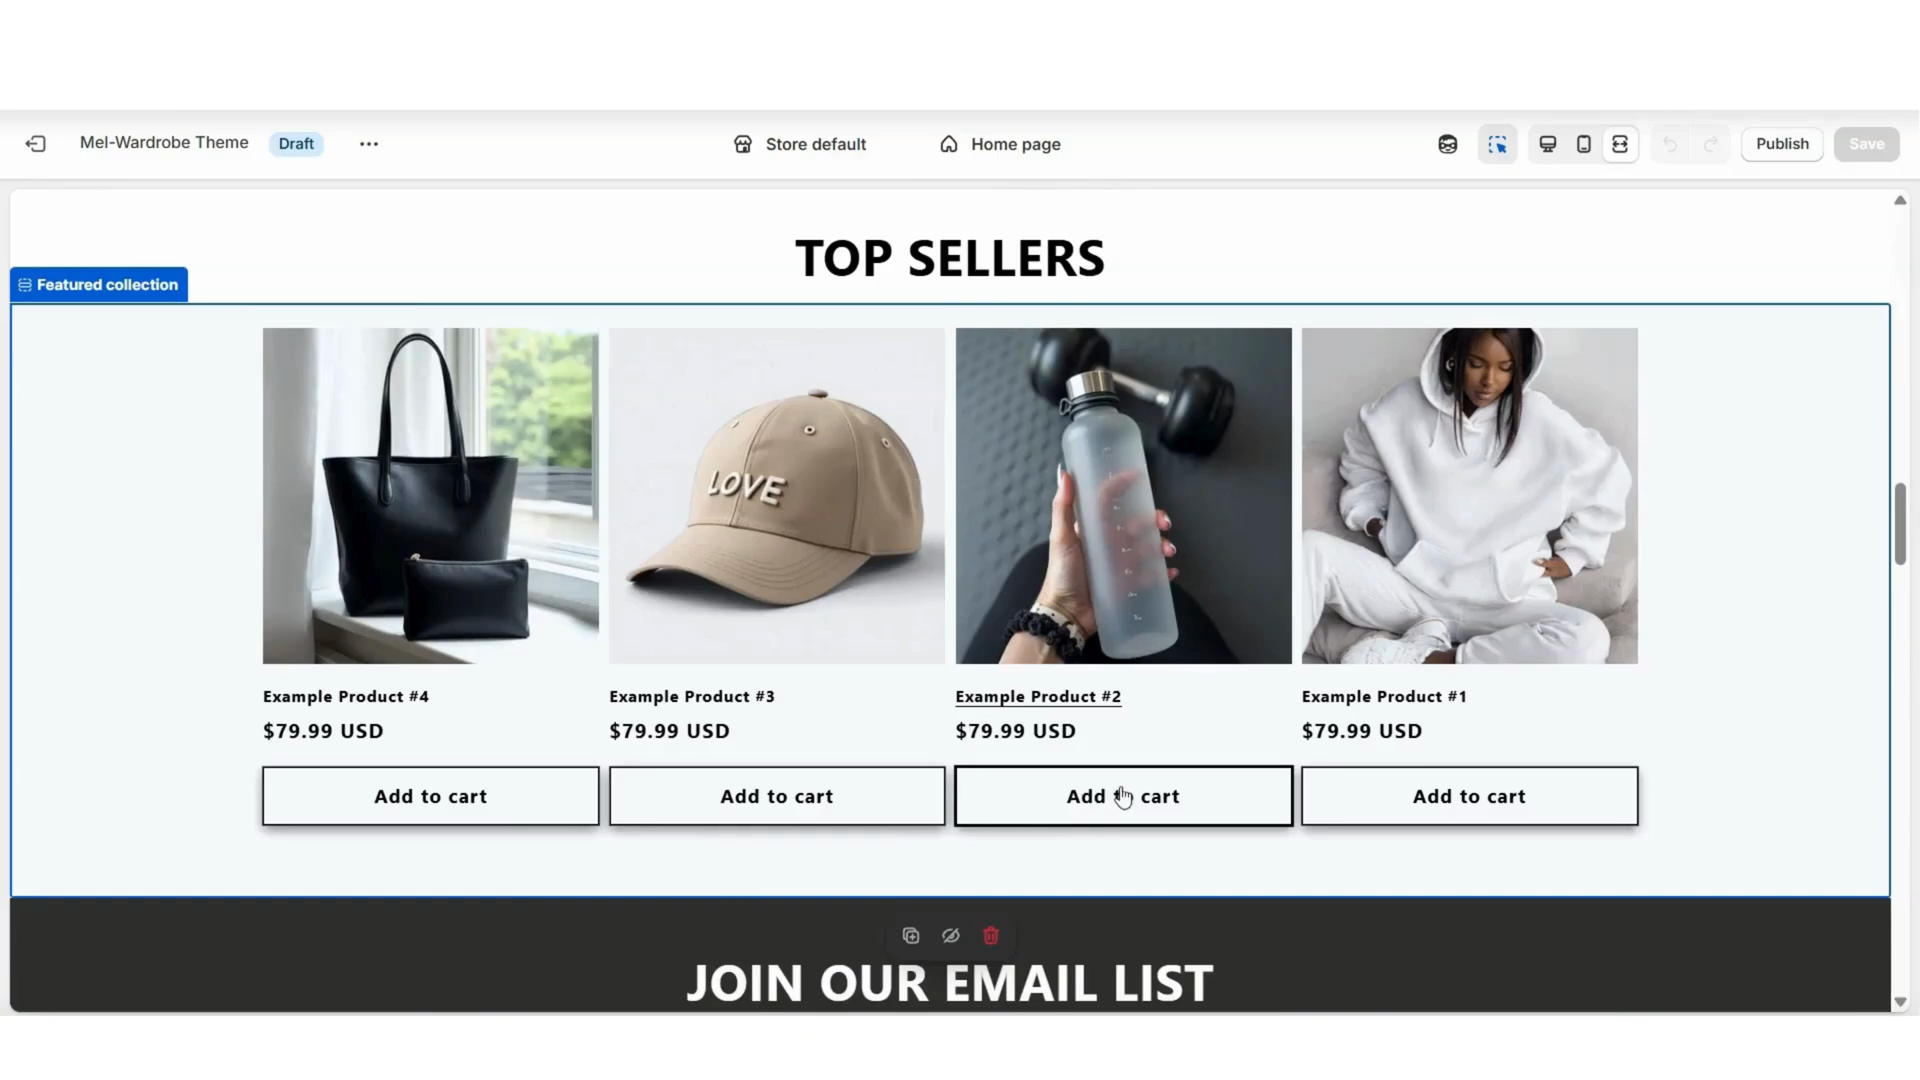 Mel-Wardrobe Theme Draft ... Store default Home page Publish Save
TOP SELLERS
Featured collection
LOVE
Example Product #4 Example Product #3 Example Product #2 Example Product #1
$79.99 USD $79.99 USD $79.99 USD $79.99 USD
Add to cart Add to cart Add cart Add to cart
JOIN OUR EMAIL LIST